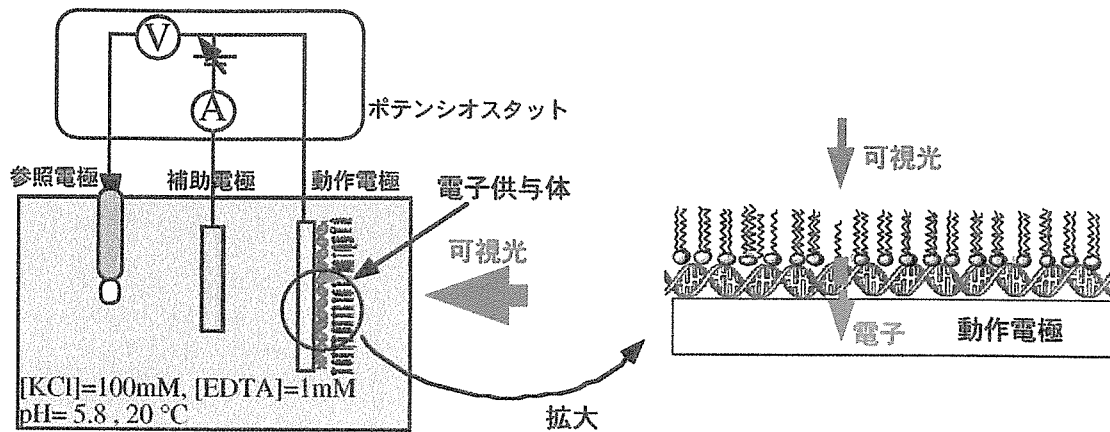 V
A
ポテンシオスタット
参照電極
補助電極
動作電極
電子供与体
可視光
[KCl]=100mM, [EDTA]=1mM
pH= 5.8 , 20 °C
拡大
可視光
電子
動作電極